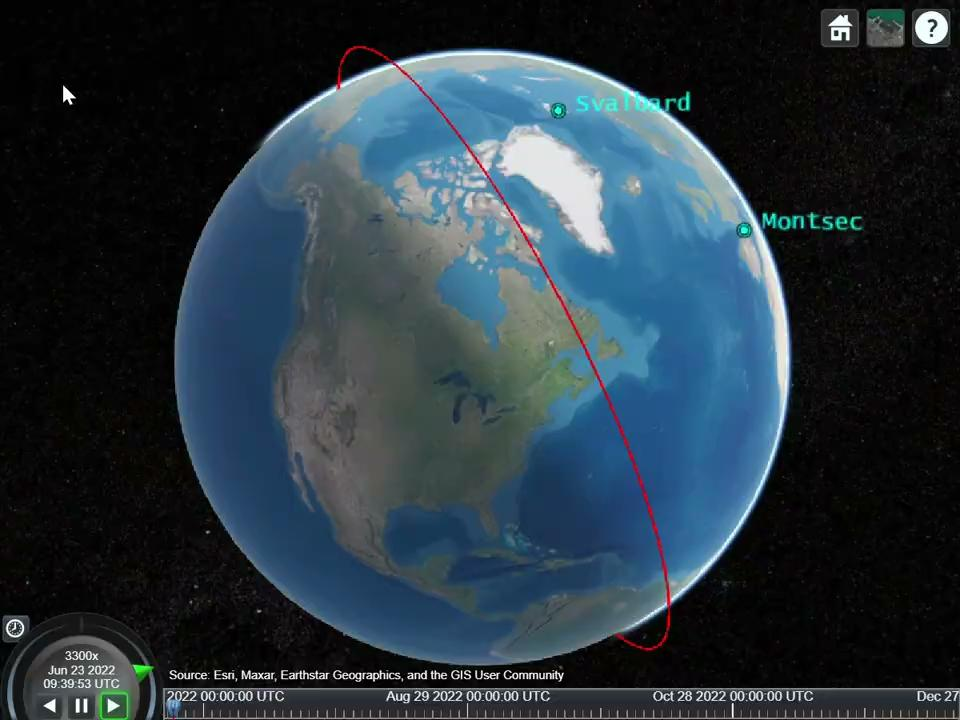 ?
Svalbard
Montsec
3300x
Jun 23 2022
09:39:53 UTC
Source: Esri, Maxar, Earthstar Geographics, and the GIS User Community
2022 00:00:00 UTC
Aug 29 2022 00:00:00 UTC
Oct 28 2022 00:00:00 UTC
Dec 27